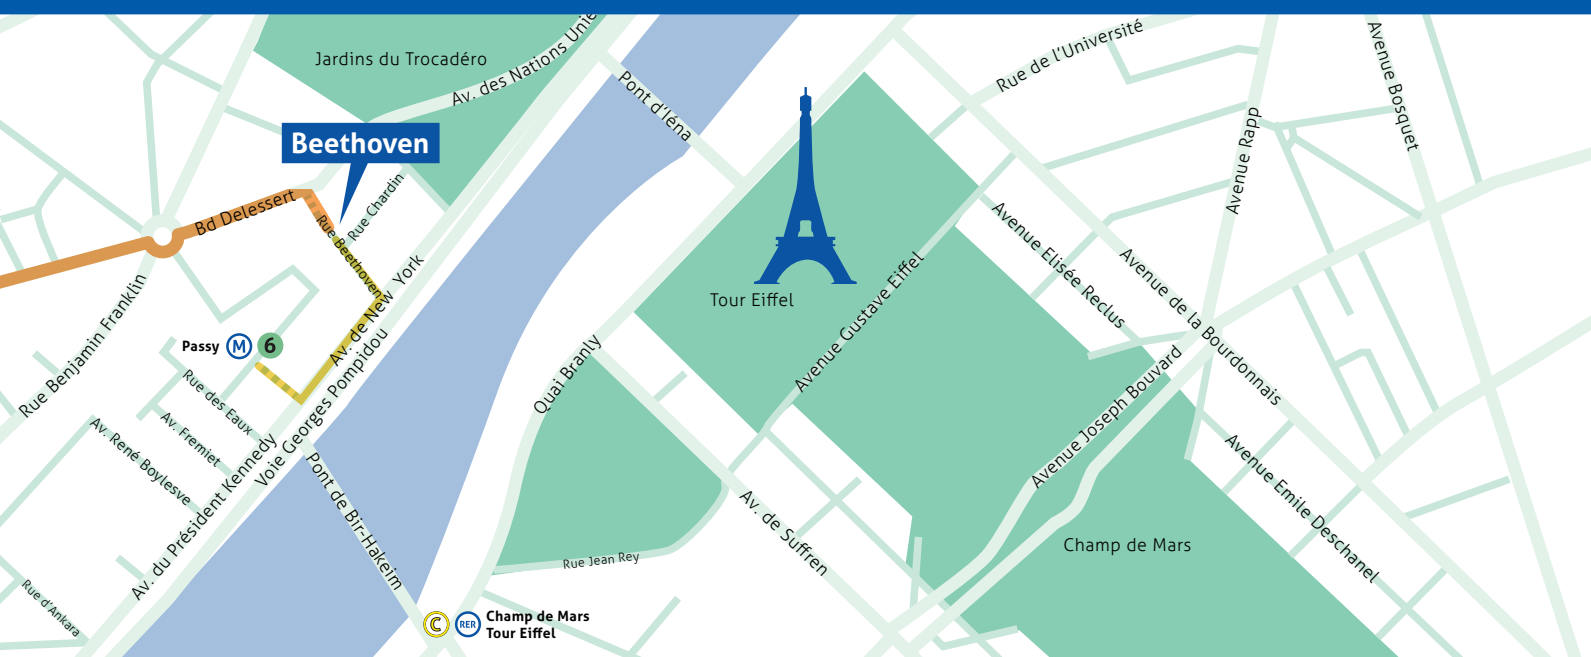 Jardins du Trocadéro
Av. des Nations Unie
Pont d'Iéna
Rue de l'Université
Avenue Bosquet
Avenue Rapp
Beethoven
Bd Delessert
Rue Chardin
Rue Beethoven
Av. de New York
Voie Georges Pompidou
Rue Benjamin Franklin
Passy M 6
Rue des Eaux
Av. Fremiet
Av. René Boylesve
Av. du Président Kennedy
Rue d'Ankara
Pont de Bir-Hakeim
Quai Branly
Tour Eiffel
Avenue Gustave Eiffel
Avenue Elisée Reclus
Avenue de la Bourdonnais
Avenue Joseph Bouvard
Avenue Emile Deschanel
Champ de Mars
Av. de Suffren
Rue Jean Rey
C RER Champ de Mars
Tour Eiffel